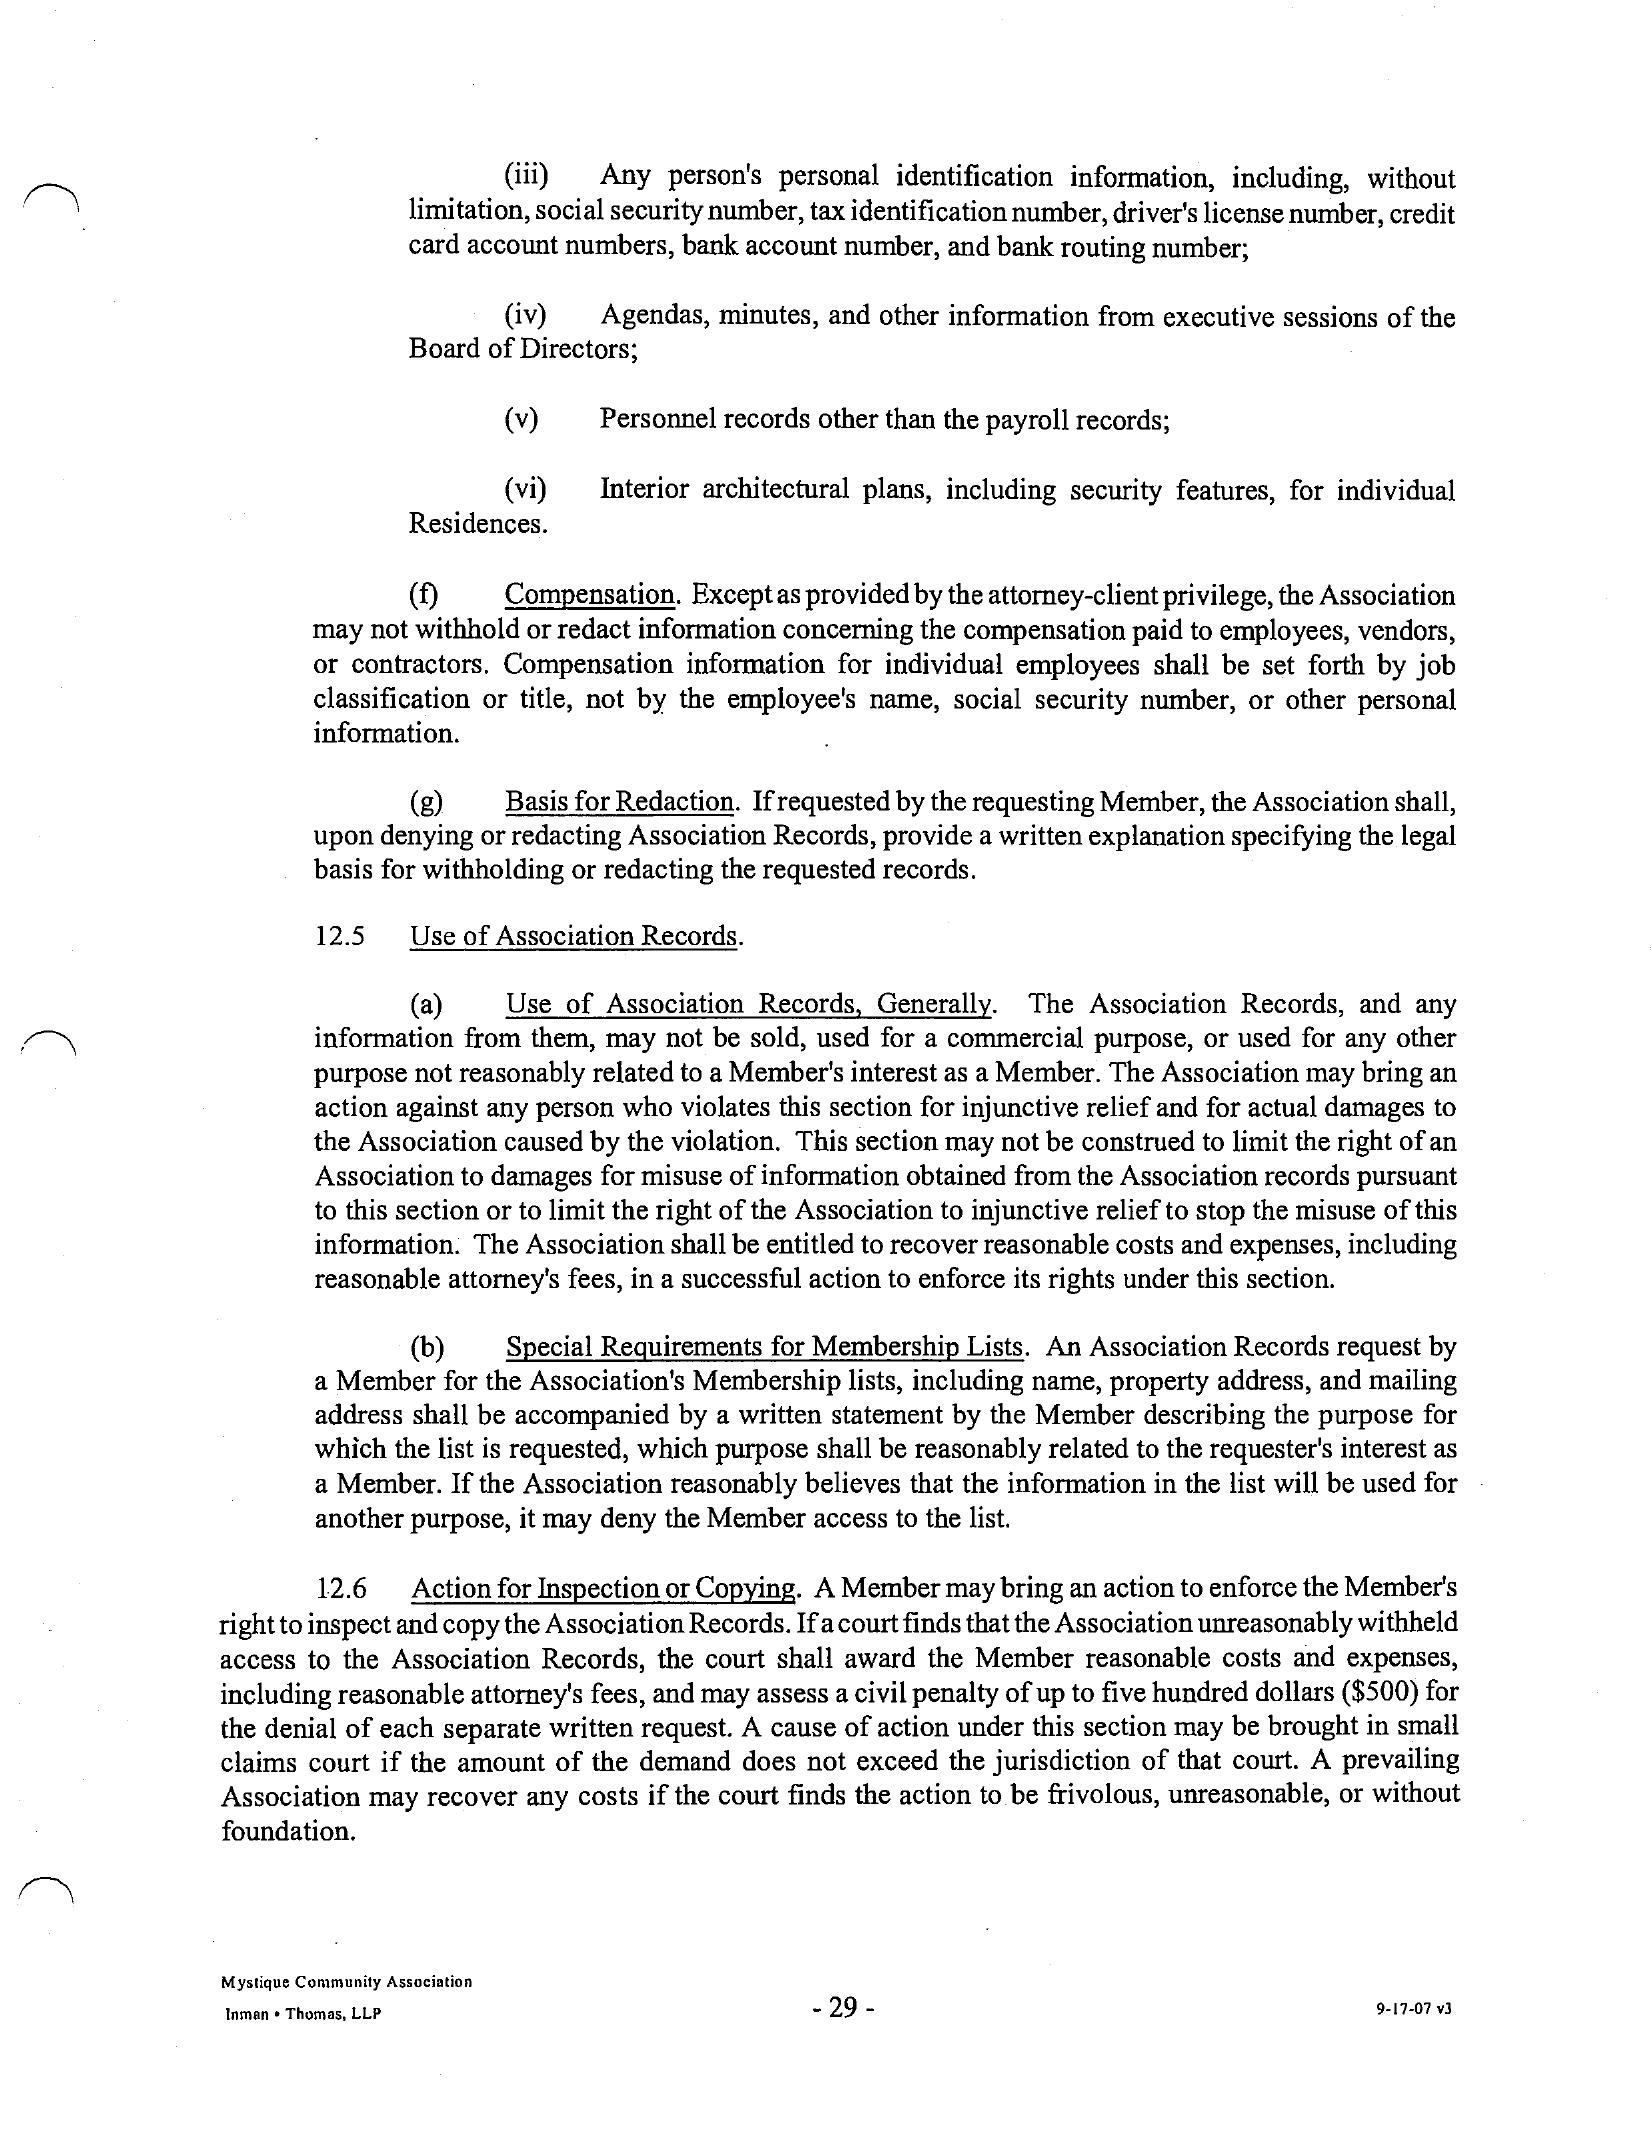 (iii) Any person's personal identification information, including, without
limitation, social security number, tax identification number, driver's license number, credit
card account numbers, bank account number, and bank routing number;
(iv) Agendas, minutes, and other information from executive sessions of the
Board of Directors;
(v) Personnel records other than the payroll records;
(vi) Interior architectural plans, including security features, for individual
Residences.
(f) Compensation. Except as provided by the attorney-client privilege, the Association
may not withhold or redact information concerning the compensation paid to employees, vendors,
or contractors. Compensation information for individual employees shall be set forth by job
classification or title, not by the employee's name, social security number, or other personal
information.
(g) Basis for Redaction. If requested by the requesting Member, the Association shall,
upon denying or redacting Association Records, provide a written explanation specifying the legal
basis for withholding or redacting the requested records.
12.5 Use of Association Records.
(a) Use of Association Records, Generally. The Association Records, and any
information from them, may not be sold, used for a commercial purpose, or used for any other
purpose not reasonably related to a Member's interest as a Member. The Association may bring an
action against any person who violates this section for injunctive relief and for actual damages to
the Association caused by the violation. This section may not be construed to limit the right of an
Association to damages for misuse of information obtained from the Association records pursuant
to this section or to limit the right of the Association to injunctive relief to stop the misuse of this
information. The Association shall be entitled to recover reasonable costs and expenses, including
reasonable attorney's fees, in a successful action to enforce its rights under this section.
(b) Special Requirements for Membership Lists. An Association Records request by
a Member for the Association's Membership lists, including name, property address, and mailing
address shall be accompanied by a written statement by the Member describing the purpose for
which the list is requested, which purpose shall be reasonably related to the requester's interest as
a Member. If the Association reasonably believes that the information in the list will be used for
another purpose, it may deny the Member access to the list.
12.6 Action for Inspection or Copying. A Member may bring an action to enforce the Member's
right to inspect and copy the Association Records. If a court finds that the Association unreasonably withheld
access to the Association Records, the court shall award the Member reasonable costs and expenses,
including reasonable attorney's fees, and may assess a civil penalty of up to five hundred dollars ($500) for
the denial of each separate written request. A cause of action under this section may be brought in small
claims court if the amount of the demand does not exceed the jurisdiction of that court. A prevailing
Association may recover any costs if the court finds the action to be frivolous, unreasonable, or without
foundation.
Mystique Community Association
Inman • Thomas, LLP
- 29 -
9-17-07 v3